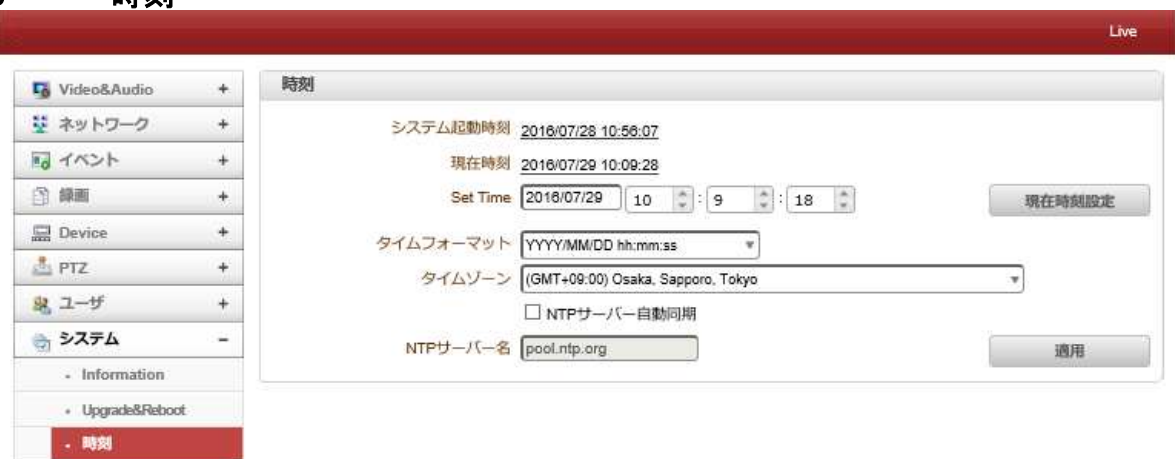 時刻
Live
Video&Audio +
ネットワーク +
イベント +
録画 +
Device +
PTZ +
ユーザ +
システム −
Information
Upgrade&Reboot
時刻
時刻
システム起動時刻 2016/07/28 10:56:07
現在時刻 2016/07/29 10:09:28
Set Time 2016/07/29 10 : 9 : 18 現在時刻設定
タイムフォーマット YYYY/MM/DD hh:mm:ss
タイムゾーン (GMT+09:00) Osaka, Sapporo, Tokyo
NTPサーバー自動同期
NTPサーバー名 pool.ntp.org 適用